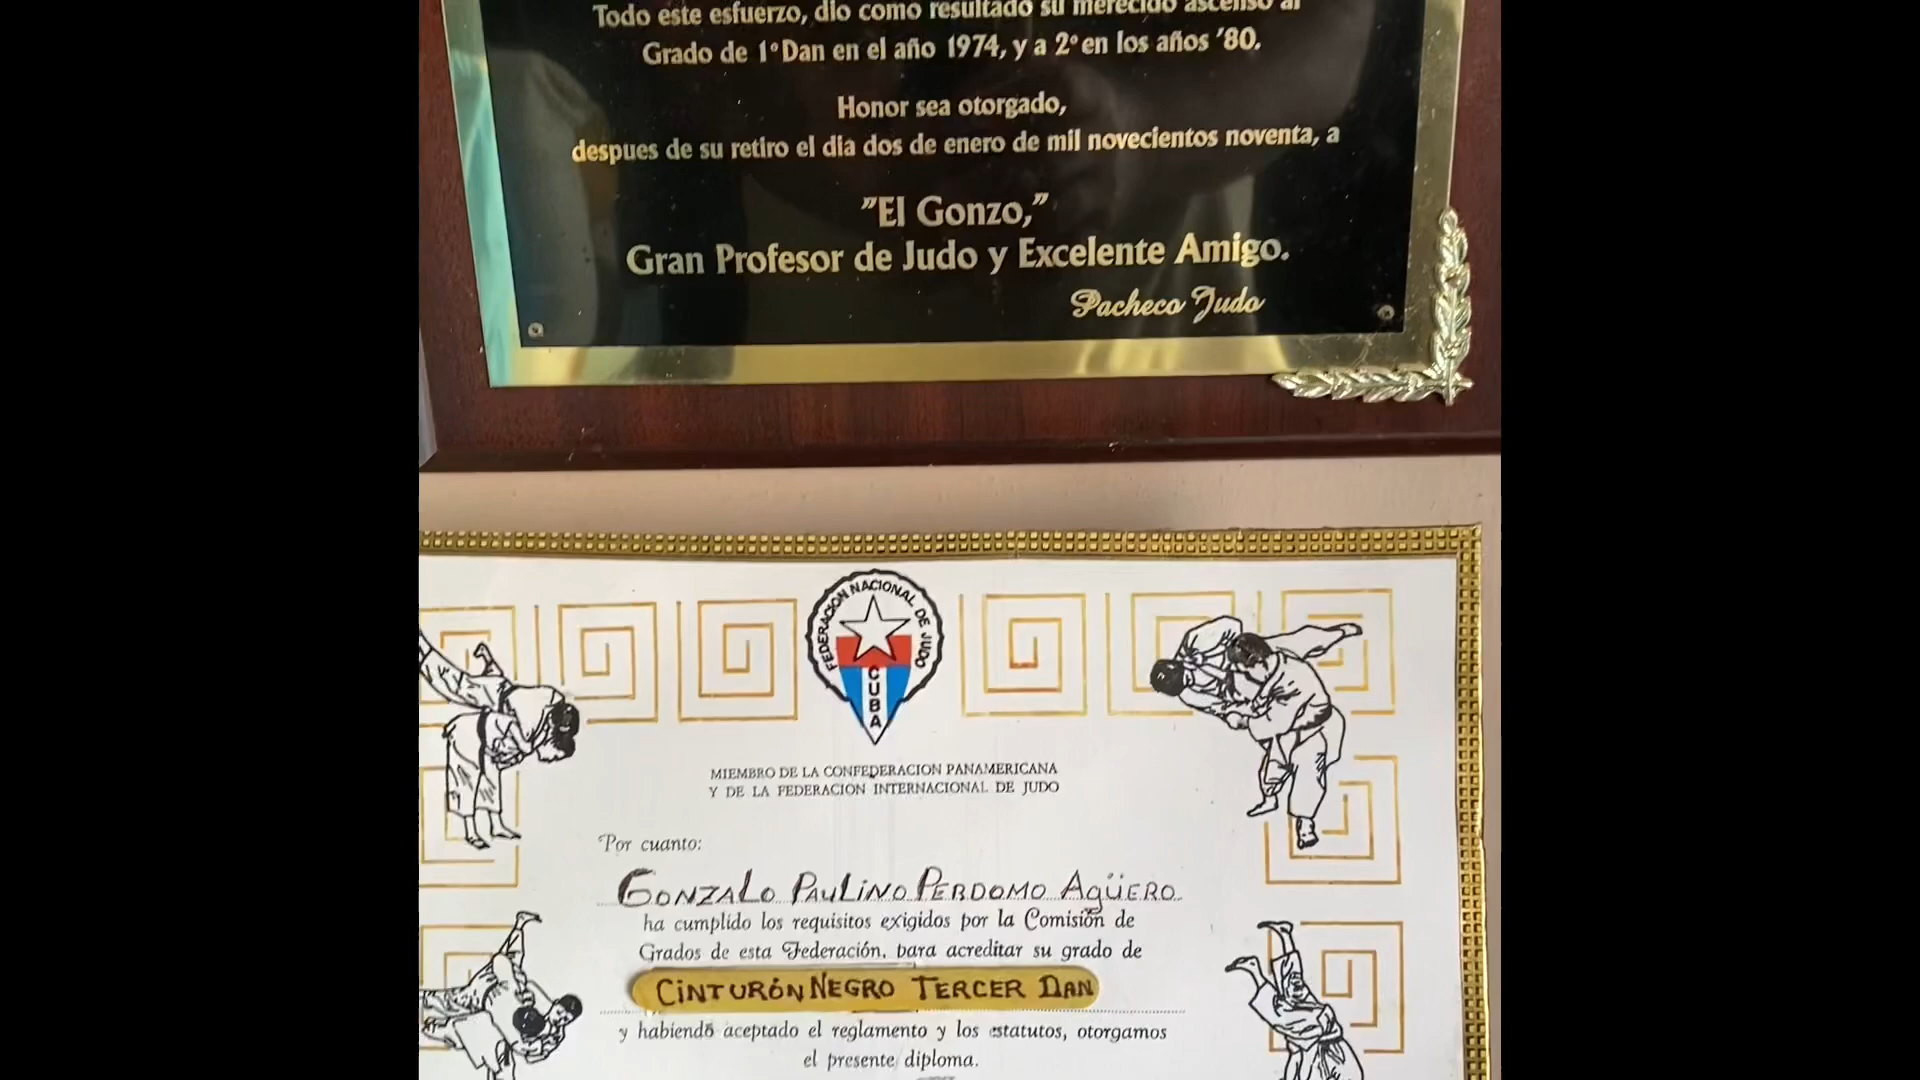 Todo este esfuerzo, dio como resultado su merecido ascenso al
Grado de 1º Dan en el año 1974, y a 2º en los años '80.
Honor sea otorgado,
despues de su retiro el dia dos de enero de mil novecientos noventa, a
"El Gonzo,"
Gran Profesor de Judo y Excelente Amigo.
Pacheco Judo
FEDERACION NACIONAL DE JUDO
CUBA
MIEMBRO DE LA CONFEDERACION PANAMERICANA
Y DE LA FEDERACION INTERNACIONAL DE JUDO
Por cuanto:
GONZALO PAULINO PERDOMO AGÜERO
ha cumplido los requisitos exigidos por la Comisión de
Grados de esta Federación, para acreditar su grado de
CINTURÓN NEGRO TERCER DAN
y habiendo aceptado el reglamento y los estatutos, otorgamos
el presente diploma.